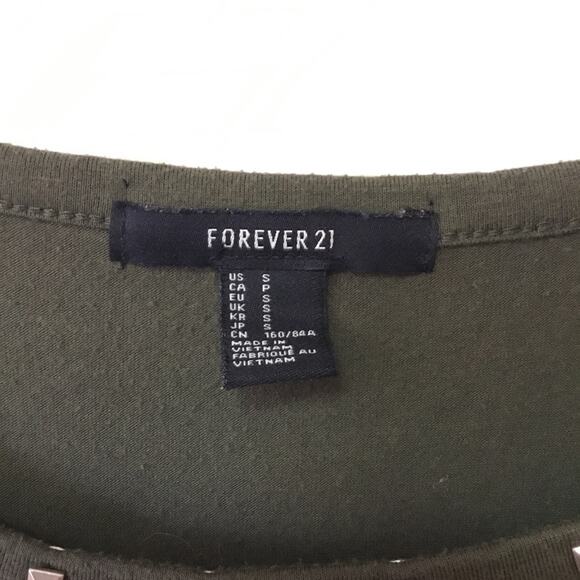 FOREVER 21
US S
CA P
EU S
UK S
KR S
JP S
CN 160/84A
MADE IN
VIETNAM
FABRIQUÉ AU
VIETNAM